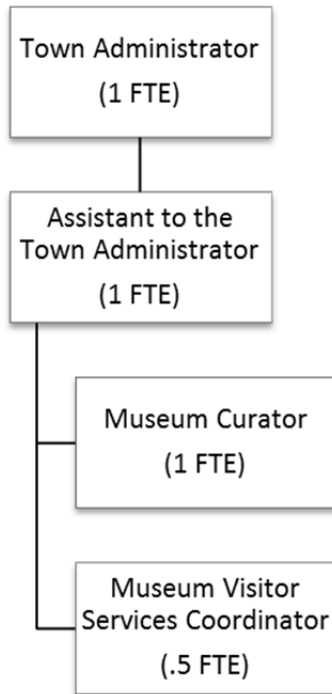 Town Administrator
(1 FTE)
Assistant to the
Town Administrator
(1 FTE)
Museum Curator
(1 FTE)
Museum Visitor
Services Coordinator
(.5 FTE)